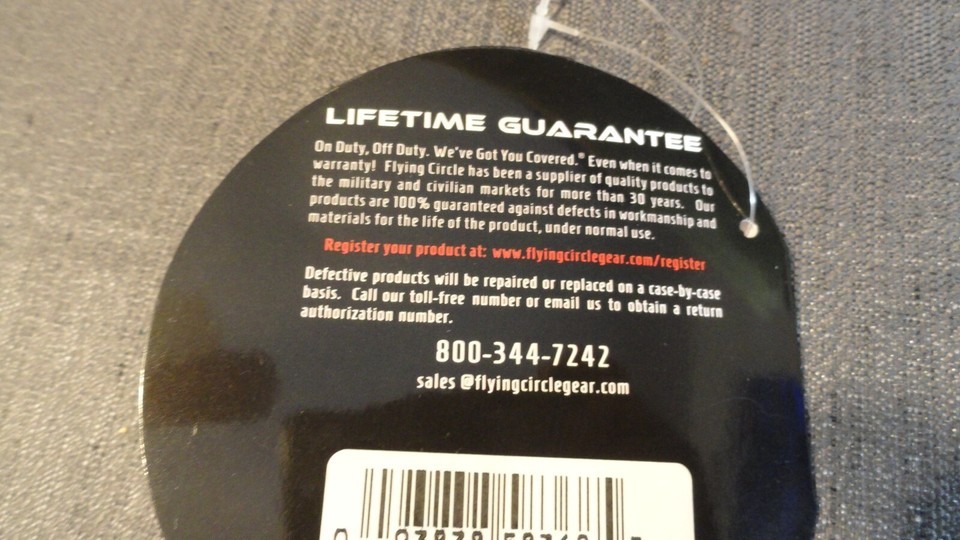 LIFETIME GUARANTEE
On Duty, Off Duty. We've Got You Covered.® Even when it comes to
warranty! Flying Circle has been a supplier of quality products to
the military and civilian markets for more than 30 years. Our
products are 100% guaranteed against defects in workmanship and
materials for the life of the product, under normal use.
Register your product at: www.flyingcirclegear.com/register
Defective products will be repaired or replaced on a case-by-case
basis. Call our toll-free number or email us to obtain a return
authorization number.
800-344-7242
sales @flyingcirclegear.com